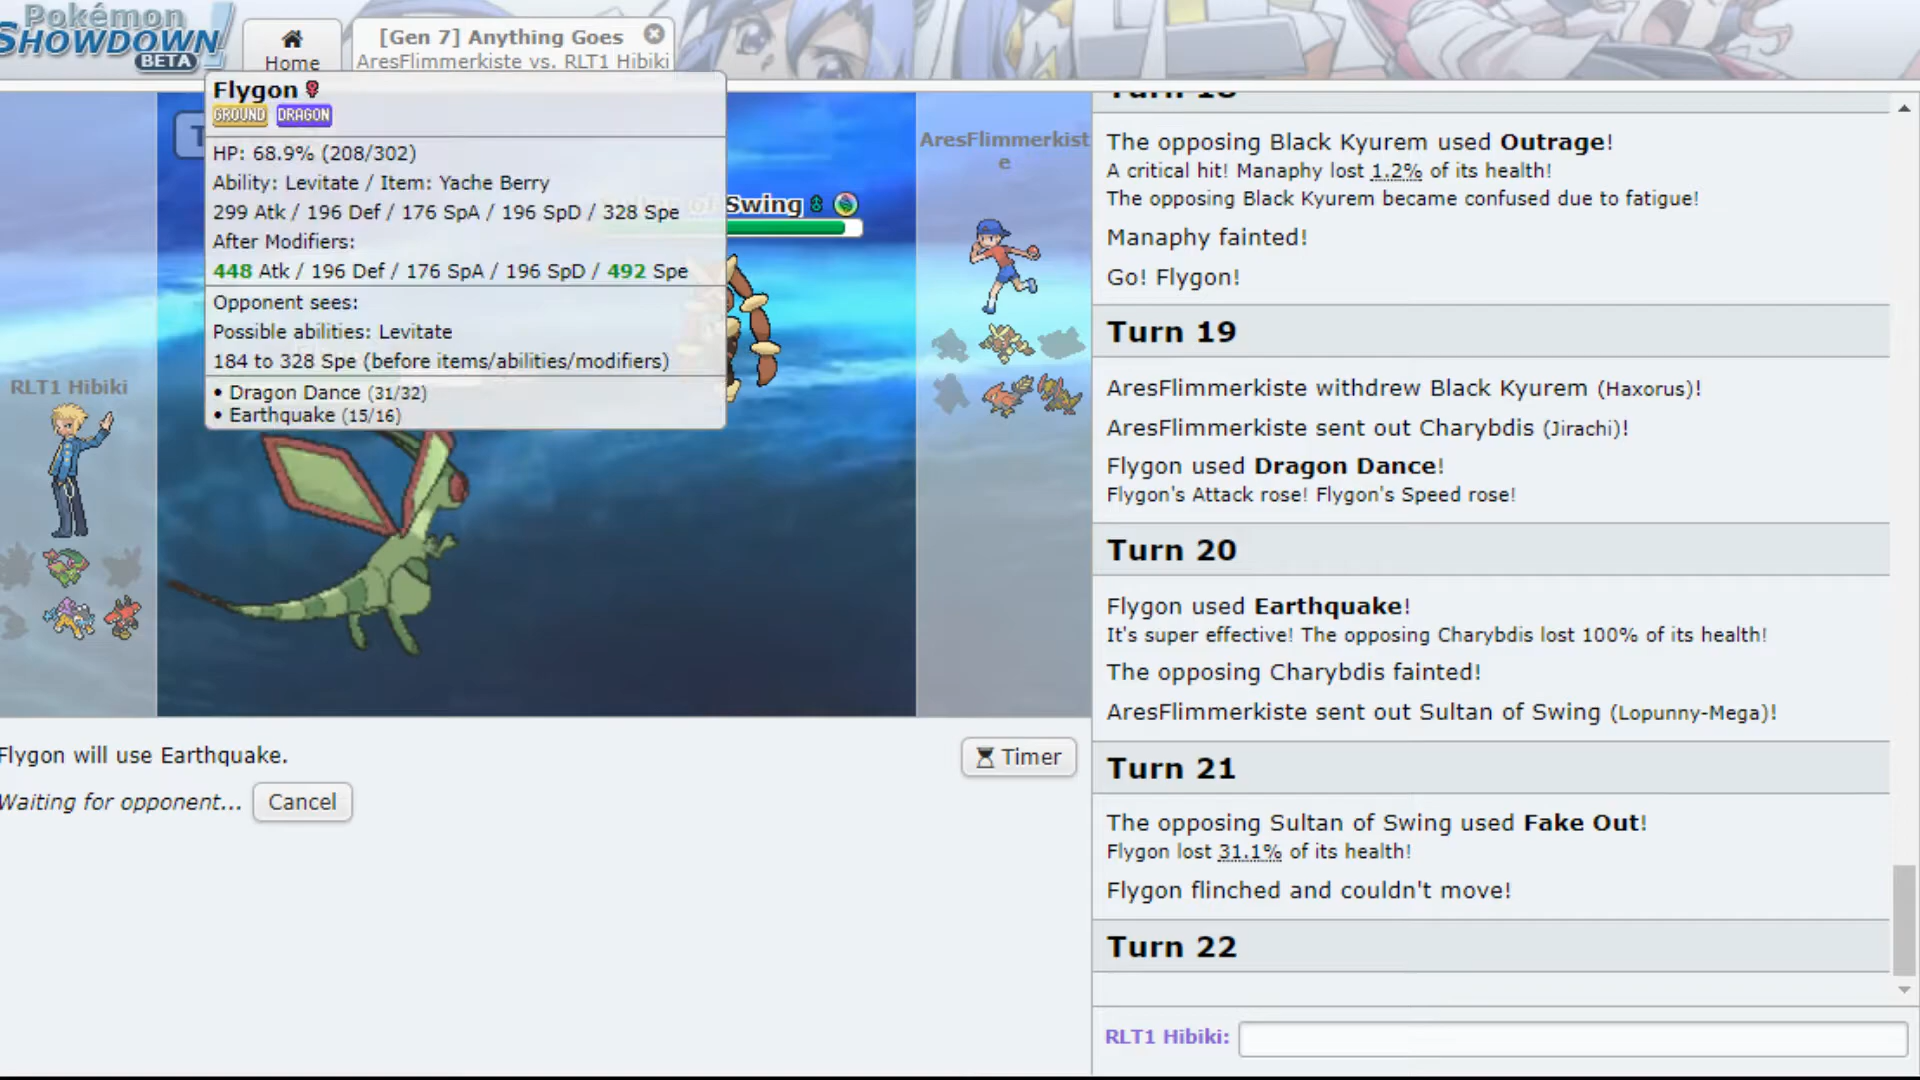 Pokémon
SHOWDOWN!
BETA
Home
[Gen 7] Anything Goes
AresFlimmerkiste vs. RLT1 Hibiki
Flygon
GROUND DRAGON
HP: 68.9% (208/302)
Ability: Levitate / Item: Yache Berry
299 Atk / 196 Def / 176 SpA / 196 SpD / 328 Spe
After Modifiers:
448 Atk / 196 Def / 176 SpA / 196 SpD / 492 Spe
Opponent sees:
Possible abilities: Levitate
184 to 328 Spe (before items/abilities/modifiers)
• Dragon Dance (31/32)
• Earthquake (15/16)
Swing
AresFlimmerkist
e
RLT1 Hibiki
Flygon will use Earthquake.
Waiting for opponent... Cancel
Timer
Turn 18
The opposing Black Kyurem used Outrage!
A critical hit! Manaphy lost 1.2% of its health!
The opposing Black Kyurem became confused due to fatigue!
Manaphy fainted!
Go! Flygon!
Turn 19
AresFlimmerkiste withdrew Black Kyurem (Haxorus)!
AresFlimmerkiste sent out Charybdis (Jirachi)!
Flygon used Dragon Dance!
Flygon's Attack rose! Flygon's Speed rose!
Turn 20
Flygon used Earthquake!
It's super effective! The opposing Charybdis lost 100% of its health!
The opposing Charybdis fainted!
AresFlimmerkiste sent out Sultan of Swing (Lopunny-Mega)!
Turn 21
The opposing Sultan of Swing used Fake Out!
Flygon lost 31.1% of its health!
Flygon flinched and couldn't move!
Turn 22
RLT1 Hibiki: